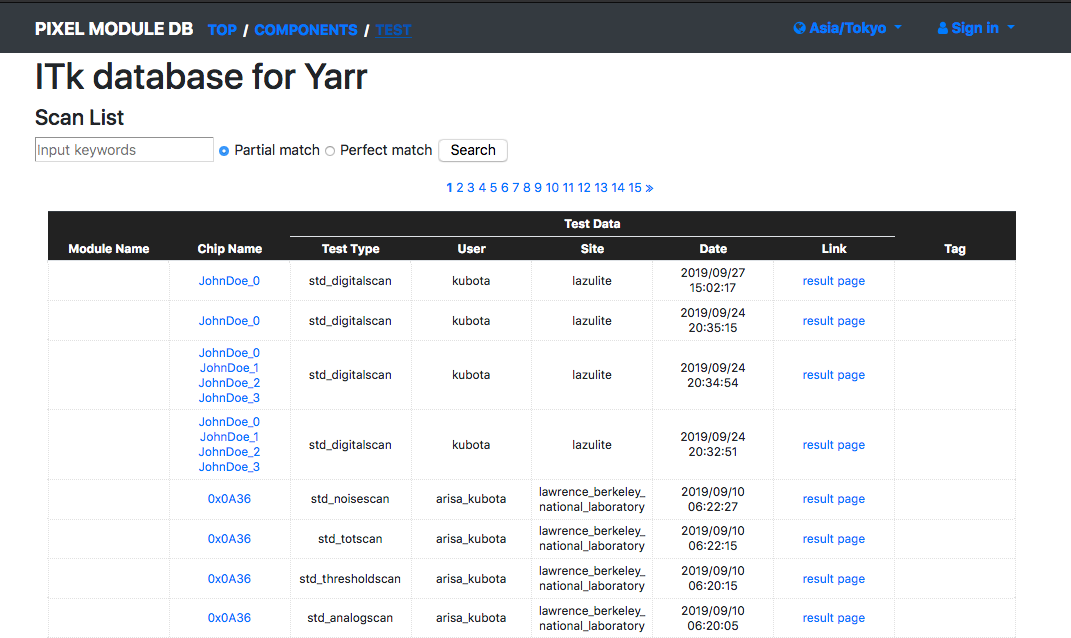 PIXEL MODULE DB TOP / COMPONENTS / TEST Asia/Tokyo Sign in
ITk database for Yarr
Scan List
Input keywords Partial match Perfect match Search
1 2 3 4 5 6 7 8 9 10 11 12 13 14 15 »
Test Data
Module Name Chip Name Test Type User Site Date Link Tag
JohnDoe_0 std_digitalscan kubota lazulite 2019/09/27 15:02:17 result page
JohnDoe_0 std_digitalscan kubota lazulite 2019/09/24 20:35:15 result page
JohnDoe_0
JohnDoe_1
JohnDoe_2
JohnDoe_3
std_digitalscan kubota lazulite 2019/09/24 20:34:54 result page
JohnDoe_0
JohnDoe_1
JohnDoe_2
JohnDoe_3
std_digitalscan kubota lazulite 2019/09/24 20:32:51 result page
0x0A36 std_noisescan arisa_kubota lawrence_berkeley_national_laboratory 2019/09/10 06:22:27 result page
0x0A36 std_totscan arisa_kubota lawrence_berkeley_national_laboratory 2019/09/10 06:22:15 result page
0x0A36 std_thresholdscan arisa_kubota lawrence_berkeley_national_laboratory 2019/09/10 06:20:15 result page
0x0A36 std_analogscan arisa_kubota lawrence_berkeley_national_laboratory 2019/09/10 06:20:05 result page